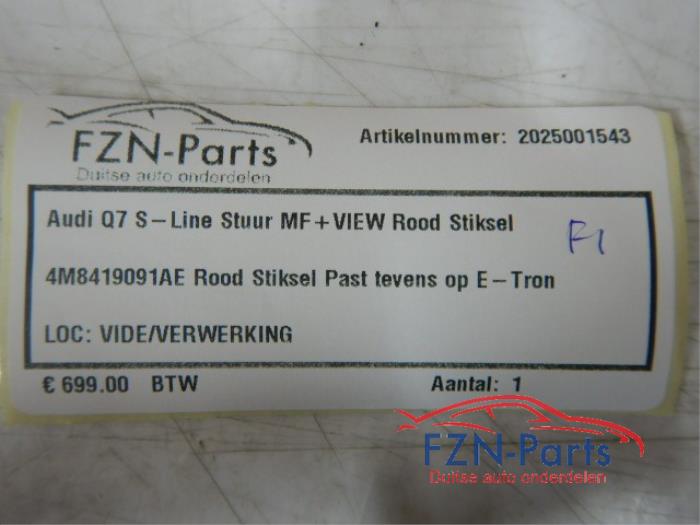 FZN-Parts
Duitse auto onderdelen
Artikelnummer: 2025001543
Audi Q7 S-Line Stuur MF+VIEW Rood Stiksel
F1
4M8419091AE Rood Stiksel Past tevens op E-Tron
LOC: VIDE/VERWERKING
€ 699.00 BTW
Aantal: 1
FZN-Parts
Duitse auto onderdelen